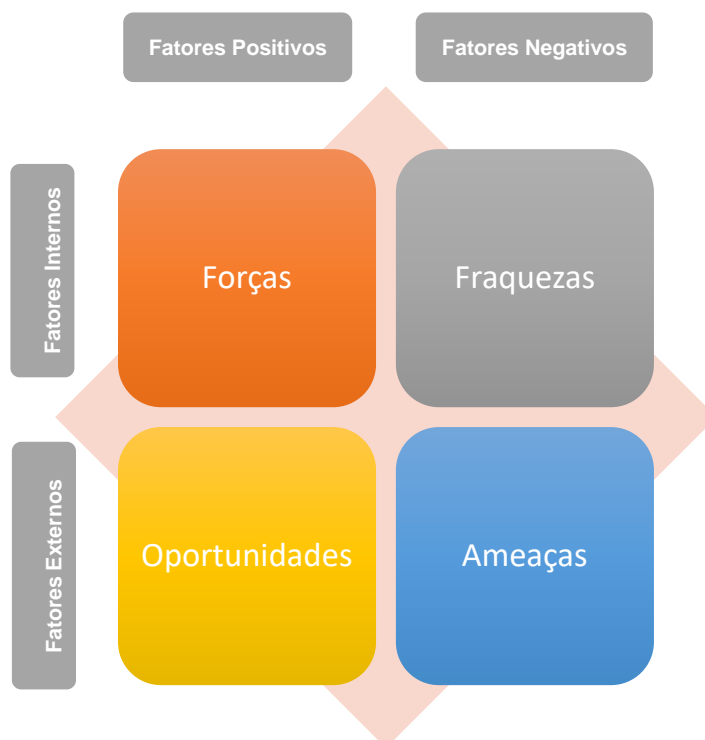 Fatores Positivos
Fatores Negativos
Fatores Internos
Forças
Fraquezas
Fatores Externos
Oportunidades
Ameaças